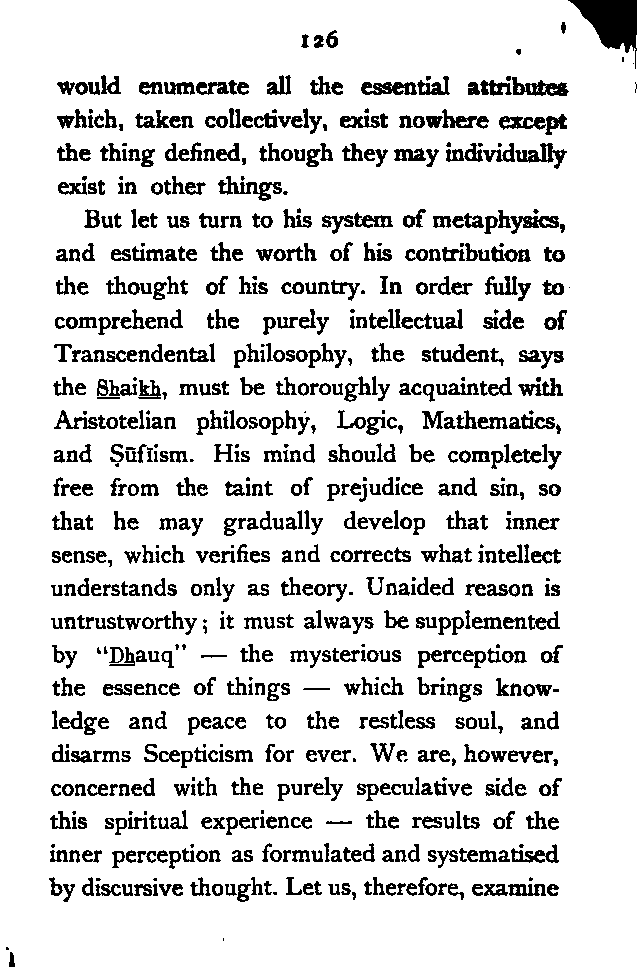 126
would enumerate all the essential attributes
which, taken collectively, exist nowhere except
the thing defined, though they may individually
exist in other things.
But let us turn to his system of metaphysics,
and estimate the worth of his contribution to
the thought of his country. In order fully to
comprehend the purely intellectual side of
Transcendental philosophy, the student, says
the Shaikh, must be thoroughly acquainted with
Aristotelian philosophy, Logic, Mathematics,
and Ṣūfīism. His mind should be completely
free from the taint of prejudice and sin, so
that he may gradually develop that inner
sense, which verifies and corrects what intellect
understands only as theory. Unaided reason is
untrustworthy; it must always be supplemented
by "Dhauq" — the mysterious perception of
the essence of things — which brings know-
ledge and peace to the restless soul, and
disarms Scepticism for ever. We are, however,
concerned with the purely speculative side of
this spiritual experience — the results of the
inner perception as formulated and systematised
by discursive thought. Let us, therefore, examine